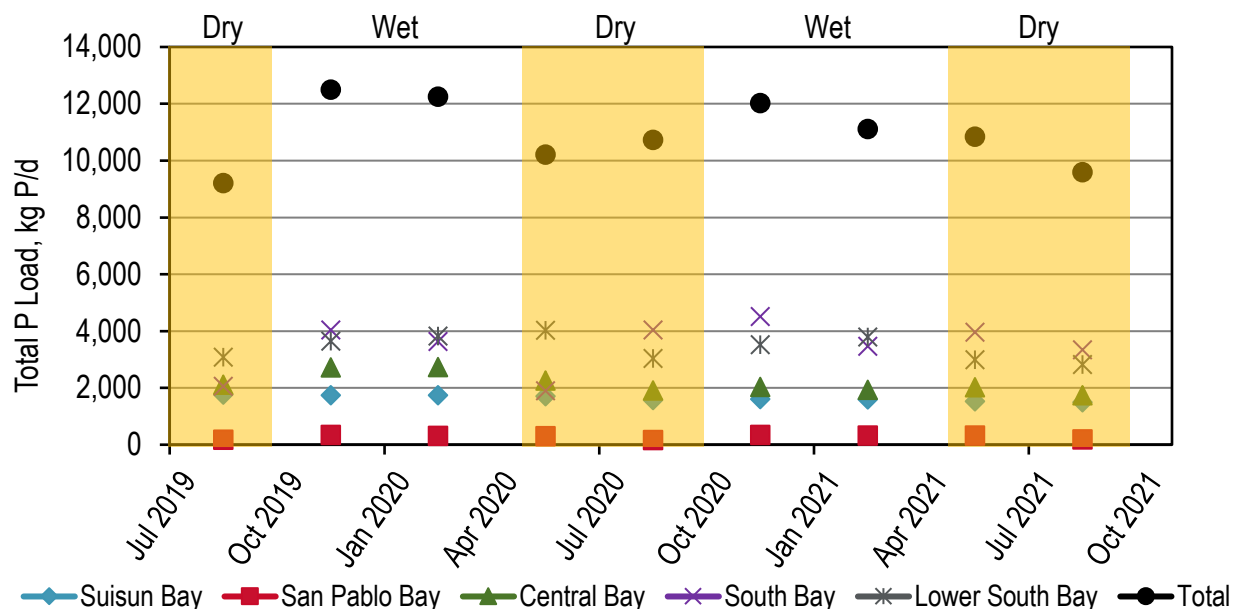 Dry Wet Dry Wet Dry
Total P Load, kg P/d
14,000
12,000
10,000
8,000
6,000
4,000
2,000
0
Jul 2019 Oct 2019 Jan 2020 Apr 2020 Jul 2020 Oct 2020 Jan 2021 Apr 2021 Jul 2021 Oct 2021
Suisun Bay San Pablo Bay Central Bay South Bay Lower South Bay Total